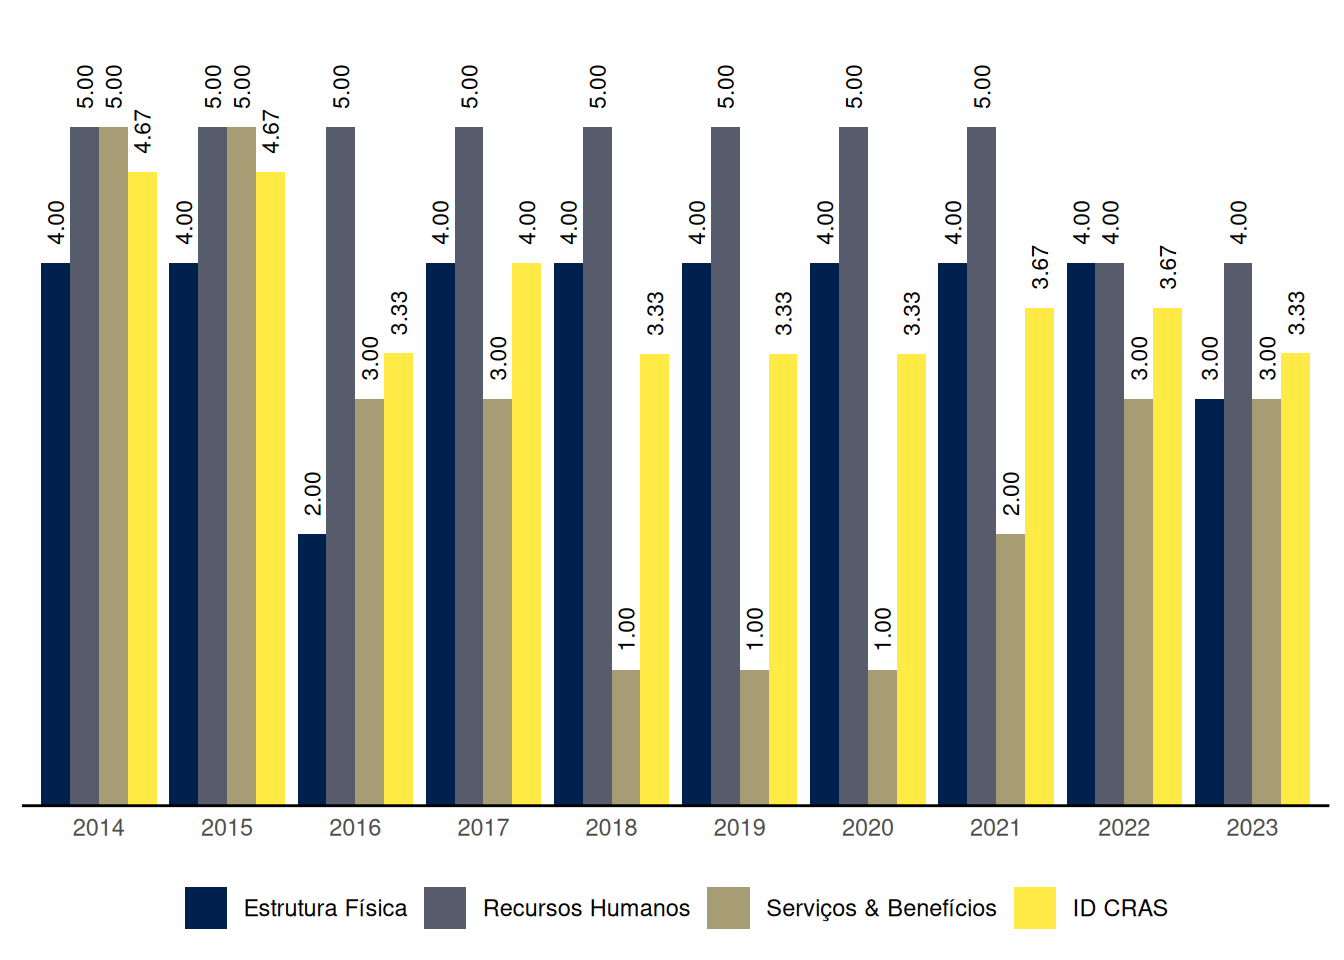 4.00 5.00 5.00 4.67
4.00 5.00 5.00 4.67
2.00 5.00 3.00 3.33
4.00 5.00 3.00 4.00
4.00 5.00 1.00 3.33
4.00 5.00 1.00 3.33
4.00 5.00 1.00 3.33
4.00 5.00 2.00 3.67
4.00 4.00 3.00 3.67
3.00 4.00 3.00 3.33
2014 2015 2016 2017 2018 2019 2020 2021 2022 2023
Estrutura Física Recursos Humanos Serviços & Benefícios ID CRAS